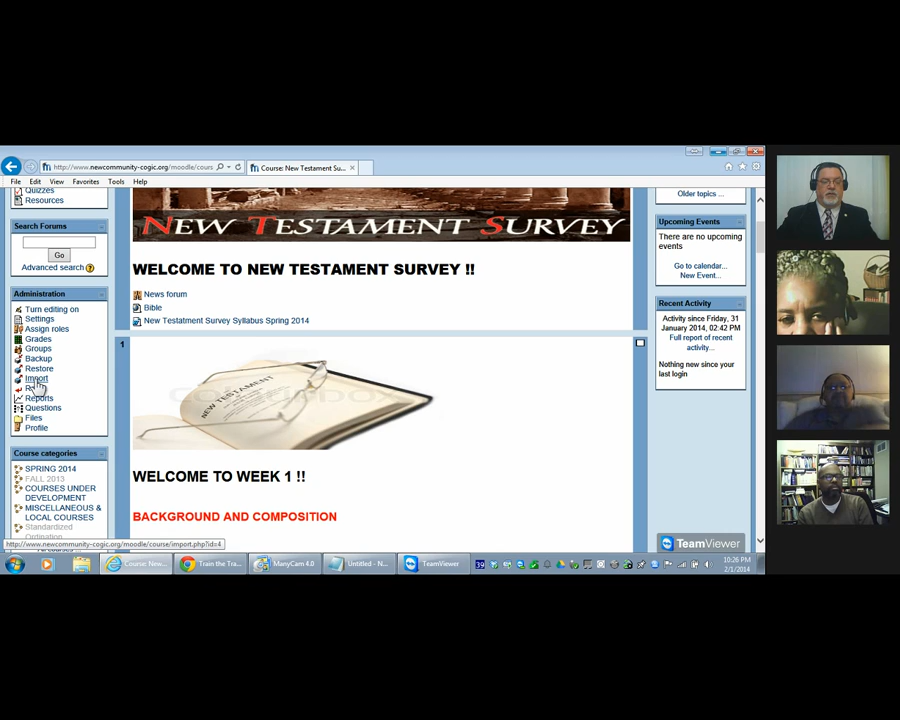 http://www.newcommunity-cogic.org/moodle/cours
Course: New Testament Su...
File Edit View Favorites Tools Help
Quizzes
Resources
Search Forums
Go
Advanced search
Administration
Turn editing on
Settings
Assign roles
Grades
Groups
Backup
Restore
Import
Reports
Questions
Files
Profile
Course categories
SPRING 2014
FALL 2013
COURSES UNDER
DEVELOPMENT
MISCELLANEOUS &
LOCAL COURSES
Standardized
http://www.newcommunity-cogic.org/moodle/course/import.php?id=4
NEW TESTAMENT SURVEY
WELCOME TO NEW TESTAMENT SURVEY !!
News forum
Bible
New Testatment Survey Syllabus Spring 2014
1
NEW TESTAMENT
WELCOME TO WEEK 1 !!
BACKGROUND AND COMPOSITION
Older topics ...
Upcoming Events
There are no upcoming
events
Go to calendar...
New Event...
Recent Activity
Activity since Friday, 31
January 2014, 02:42 PM
Full report of recent
activity...
Nothing new since your
last login
TeamViewer
Course: New...
Train the Tra...
ManyCam 4.0
Untitled - N...
TeamViewer
39
10:26 PM
2/1/2014